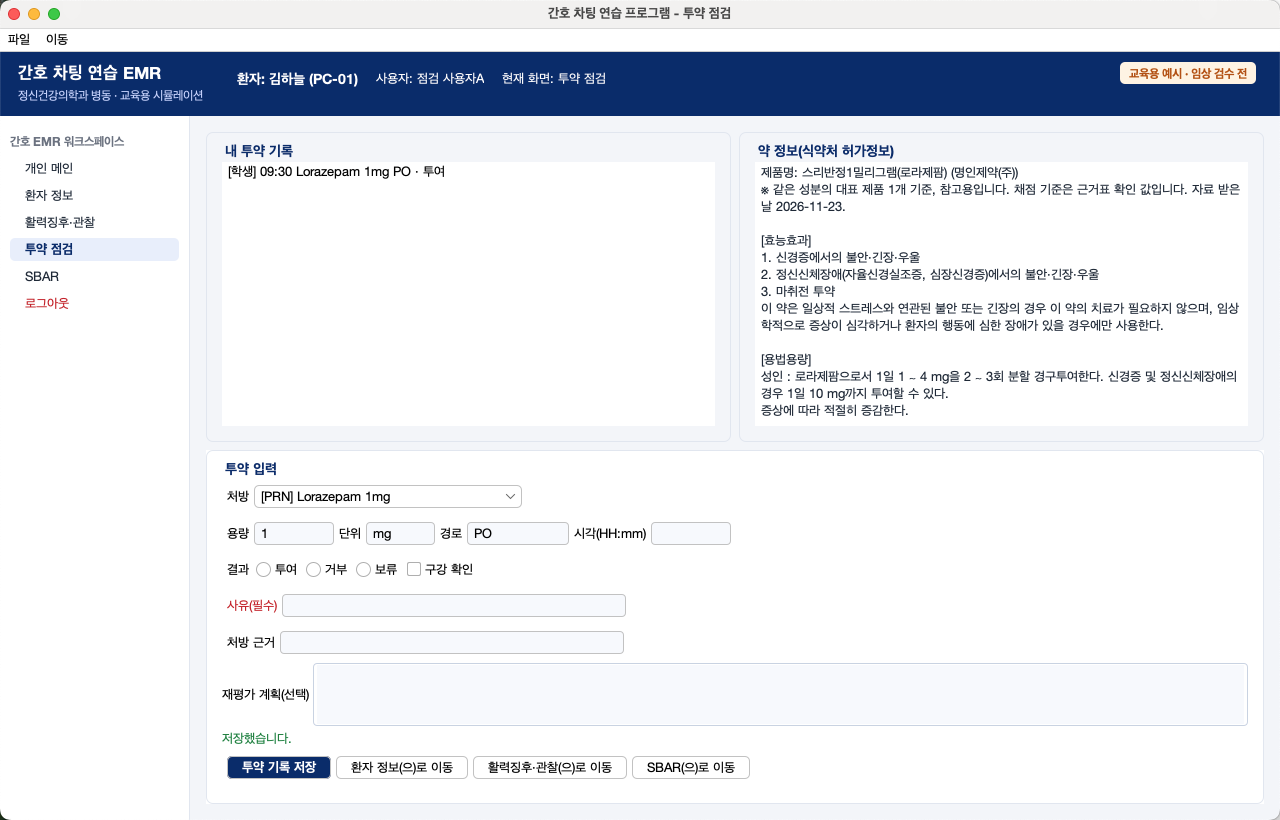 간호 차팅 연습 프로그램 - 투약 점검
파일 이동
간호 차팅 연습 EMR
정신건강의학과 병동 · 교육용 시뮬레이션
환자: 김하늘 (PC-01) 사용자: 점검 사용자A 현재 화면: 투약 점검
교육용 예시 · 임상 검수 전
간호 EMR 워크스페이스
개인 메인
환자 정보
활력징후·관찰
투약 점검
SBAR
로그아웃
내 투약 기록
[학생] 09:30 Lorazepam 1mg PO · 투여
약 정보(식약처 허가정보)
제품명: 스리반정1밀리그램(로라제팜) (명인제약(주))
※ 같은 성분의 대표 제품 1개 기준, 참고용입니다. 채점 기준은 근거표 확인 값입니다. 자료 받은
날 2026-11-23.
[효능효과]
1. 신경증에서의 불안·긴장·우울
2. 정신신체장애(자율신경실조증, 심장신경증)에서의 불안·긴장·우울
3. 마취전 투약
이 약은 일상적 스트레스와 연관된 불안 또는 긴장의 경우 이 약의 치료가 필요하지 않으며, 임상
학적으로 증상이 심각하거나 환자의 행동에 심한 장애가 있을 경우에만 사용한다.
[용법용량]
성인 : 로라제팜으로서 1일 1 ~ 4 mg을 2 ~ 3회 분할 경구투여한다. 신경증 및 정신신체장애의
경우 1일 10 mg까지 투여할 수 있다.
증상에 따라 적절히 증감한다.
투약 입력
처방 [PRN] Lorazepam 1mg
용량 1 단위 mg 경로 PO 시각(HH:mm)
결과 투여 거부 보류 구강 확인
사유(필수)
처방 근거
재평가 계획(선택)
저장했습니다.
투약 기록 저장 환자 정보(으)로 이동 활력징후·관찰(으)로 이동 SBAR(으)로 이동